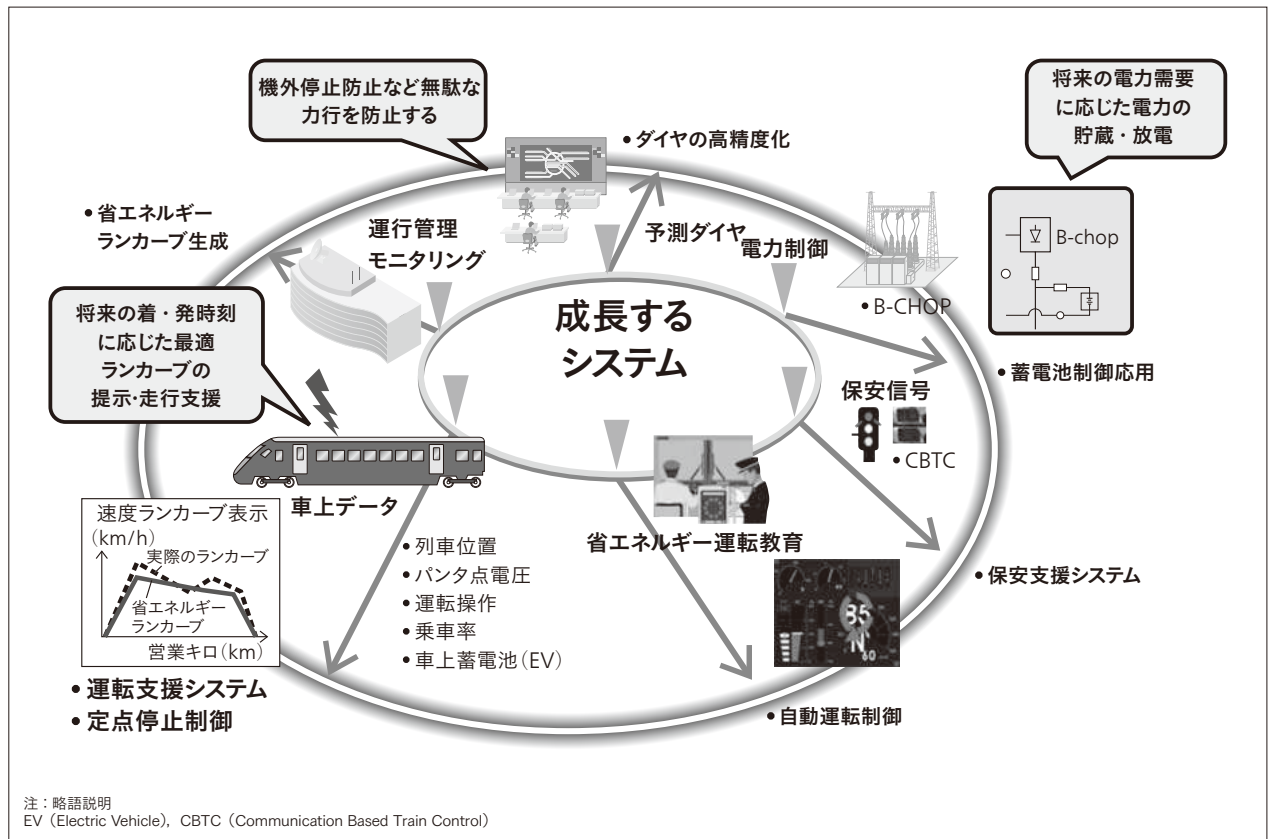 機外停止防止など無駄な
力行を防止する
将来の電力需要
に応じた電力の
貯蔵・放電
•ダイヤの高精度化
•省エネルギー
ランカーブ生成
運行管理
モニタリング
予測ダイヤ
電力制御
B-chop
•B-CHOP
成長する
システム
将来の着・発時刻
に応じた最適
ランカーブの
提示・走行支援
•蓄電池制御応用
保安信号
•CBTC
車上データ
省エネルギー運転教育
速度ランカーブ表示
(km/h)
実際のランカーブ
省エネルギー
ランカーブ
営業キロ(km)
•列車位置
•パンタ点電圧
•運転操作
•乗車率
•車上蓄電池(EV)
•保安支援システム
85
N
60
•運転支援システム
•定点停止制御
•自動運転制御
注:略語説明
EV(Electric Vehicle), CBTC(Communication Based Train Control)